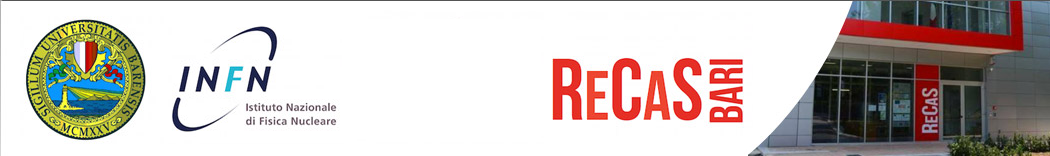 SIGILLUM UNIVERSITATIS BARENSIS
MCMXXV
INFN
Istituto Nazionale
di Fisica Nucleare
ReCaS
BARI
ReCaS